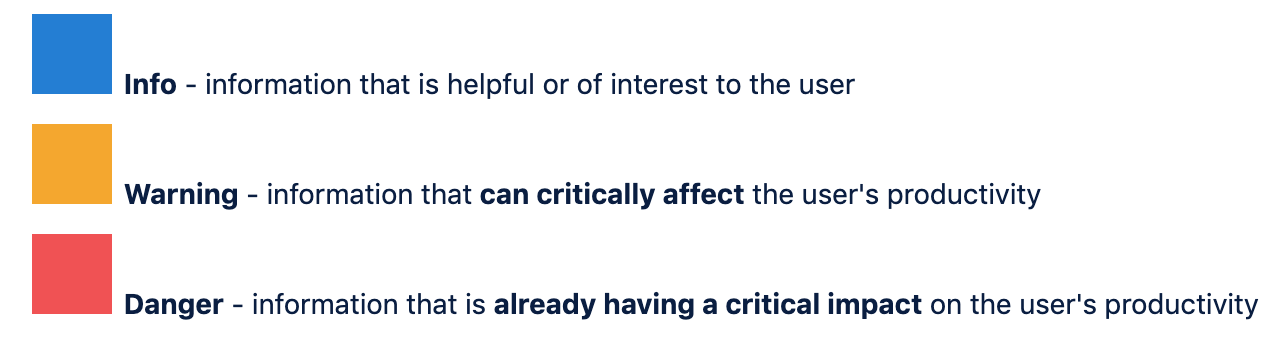 Info - information that is helpful or of interest to the user
Warning - information that can critically affect the user's productivity
Danger - information that is already having a critical impact on the user's productivity